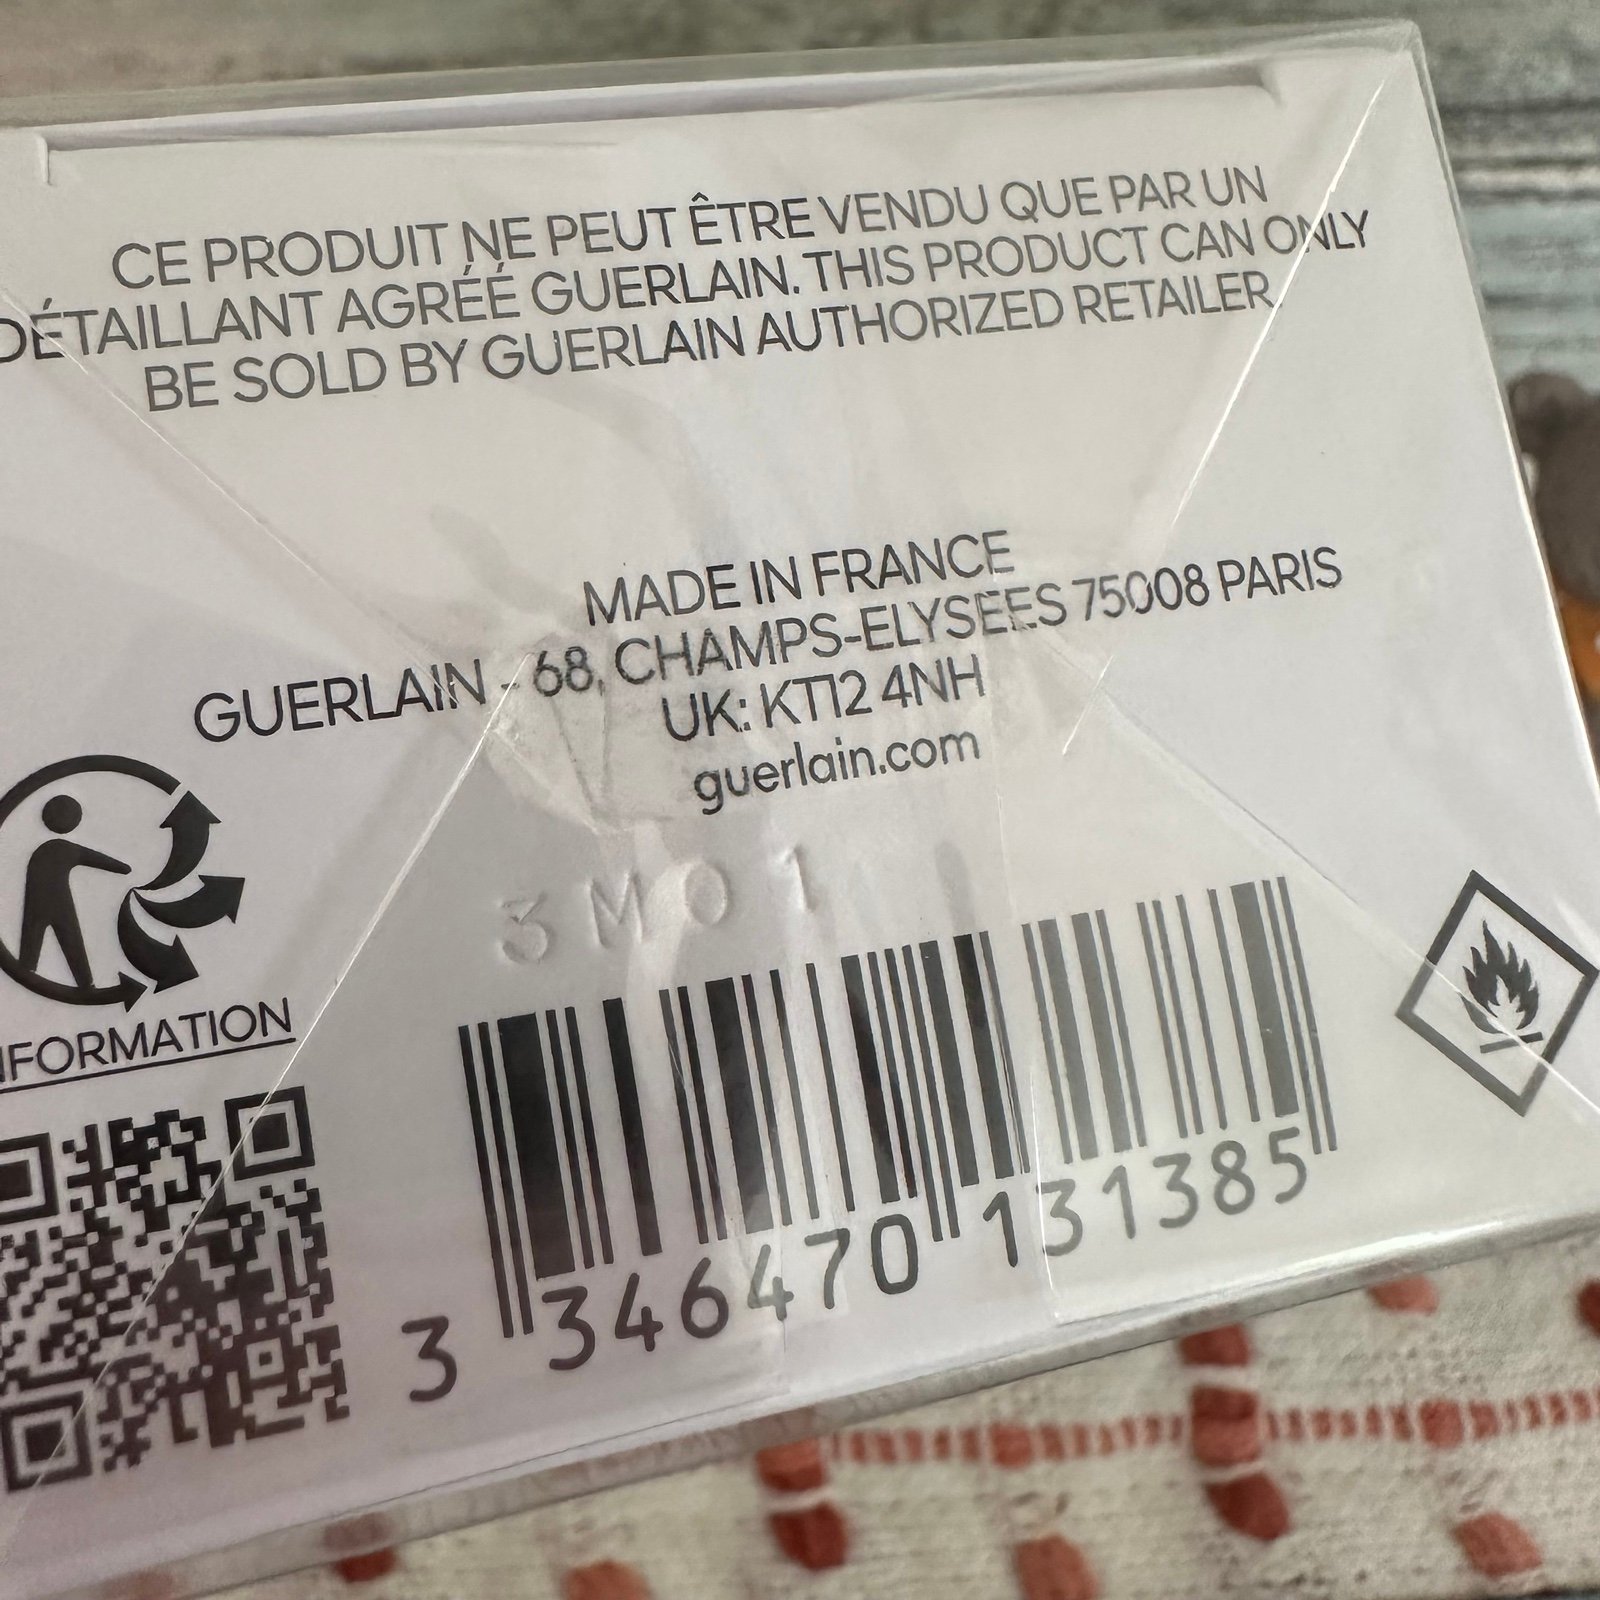 CE PRODUIT NE PEUT ÊTRE VENDU QUE PAR UN
DÉTAILLANT AGRÉÉ GUERLAIN. THIS PRODUCT CAN ONLY
BE SOLD BY GUERLAIN AUTHORIZED RETAILER.
MADE IN FRANCE
GUERLAIN - 68, CHAMPS-ELYSEES 75008 PARIS
UK: KT12 4NH
guerlain.com
3M01
NFORMATION
3 346470 131385